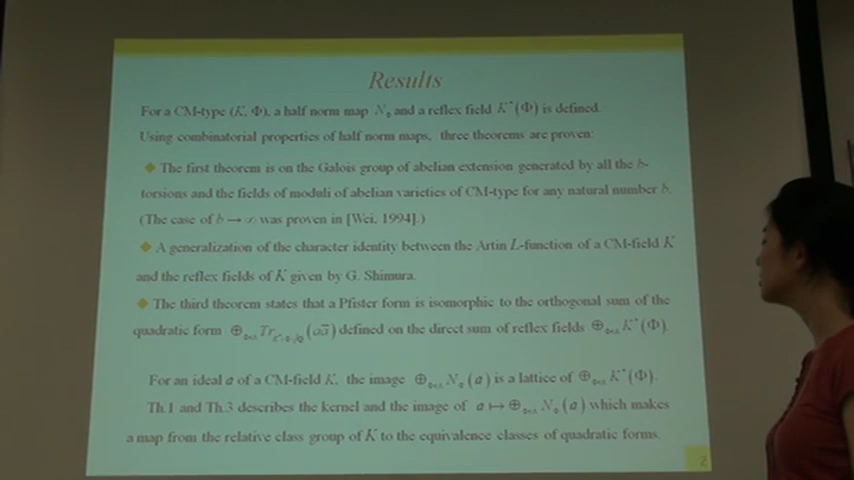 Results
For a CM-type (K, Φ), a half norm map N_Φ and a reflex field K*(Φ) is defined.
Using combinatorial properties of half norm maps, three theorems are proven:
◆ The first theorem is on the Galois group of abelian extension generated by all the b-
torsions and the fields of moduli of abelian varieties of CM-type for any natural number b.
(The case of b → ∞ was proven in [Wei, 1994].)
◆ A generalization of the character identity between the Artin L-function of a CM-field K
and the reflex fields of K given by G. Shimura.
◆ The third theorem states that a Pfister form is isomorphic to the orthogonal sum of the
quadratic form ⊕ Tr (αᾱ) defined on the direct sum of reflex fields ⊕ K*(Φ).
For an ideal a of a CM-field K, the image ⊕ N_Φ(a) is a lattice of ⊕ K*(Φ).
Th.1 and Th.3 describes the kernel and the image of a ↦ ⊕ N_Φ(a) which makes
a map from the relative class group of K to the equivalence classes of quadratic forms.
2